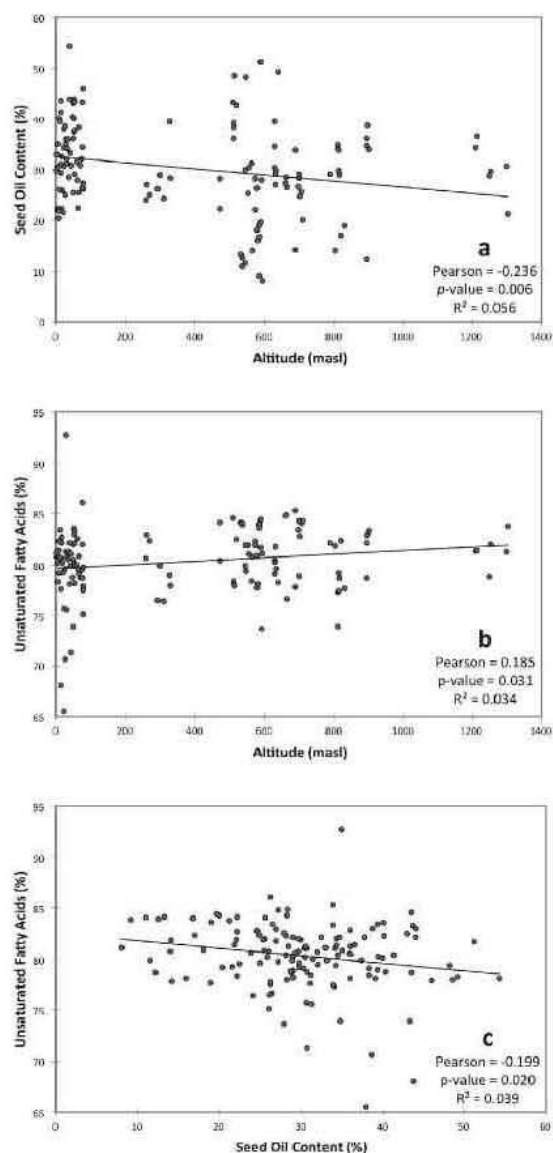 60
50
40
30
20
10
0
Seed Oil Content (%)
a
Pearson = -0.236
p-value = 0.006
R² = 0.056
0 200 400 600 800 1000 1200 1400
Altitude (masl)
95
90
85
80
75
70
65
Unsaturated Fatty Acids (%)
b
Pearson = 0.185
p-value = 0.031
R² = 0.034
0 200 400 600 800 1000 1200 1400
Altitude (masl)
95
90
85
80
75
70
65
Unsaturated Fatty Acids (%)
c
Pearson = -0.199
p-value = 0.020
R² = 0.039
0 10 20 30 40 50 60
Seed Oil Content (%)